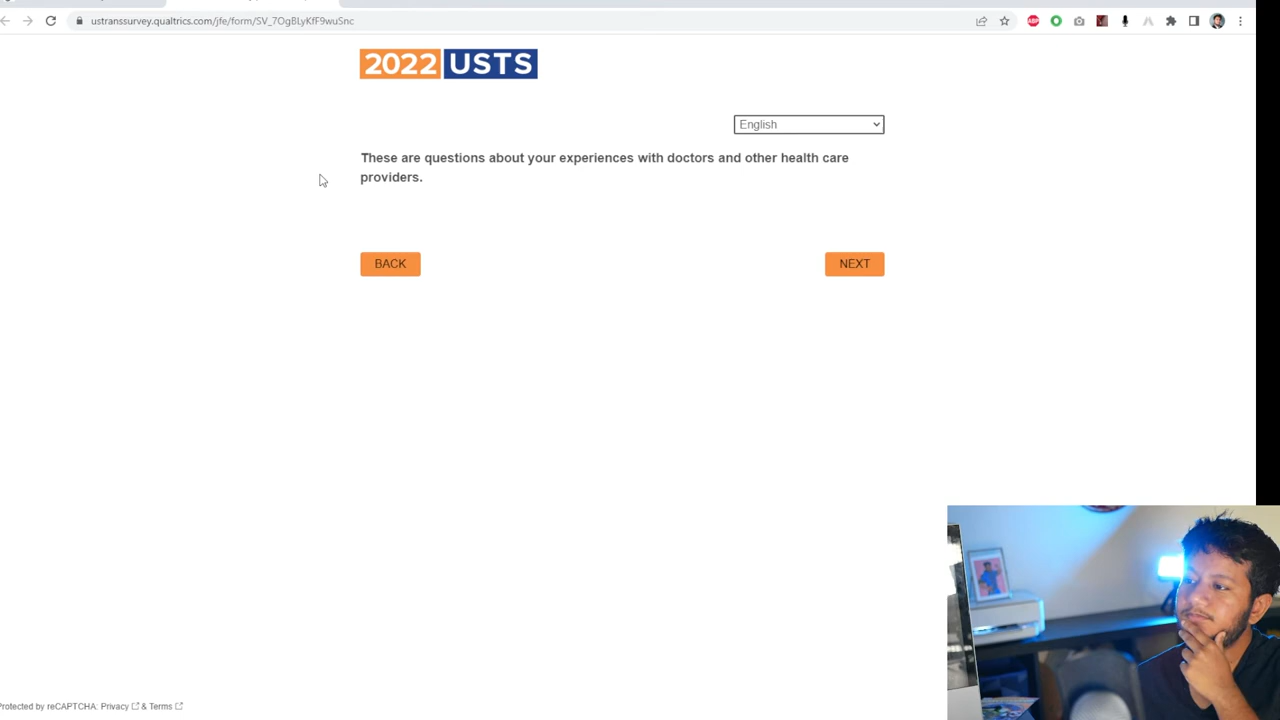 ustranssurvey.qualtrics.com/jfe/form/SV_7OgBLyKfF9wuSnc
ABP
2022 USTS
English
These are questions about your experiences with doctors and other health care
providers.
BACK NEXT
Protected by reCAPTCHA: Privacy & Terms